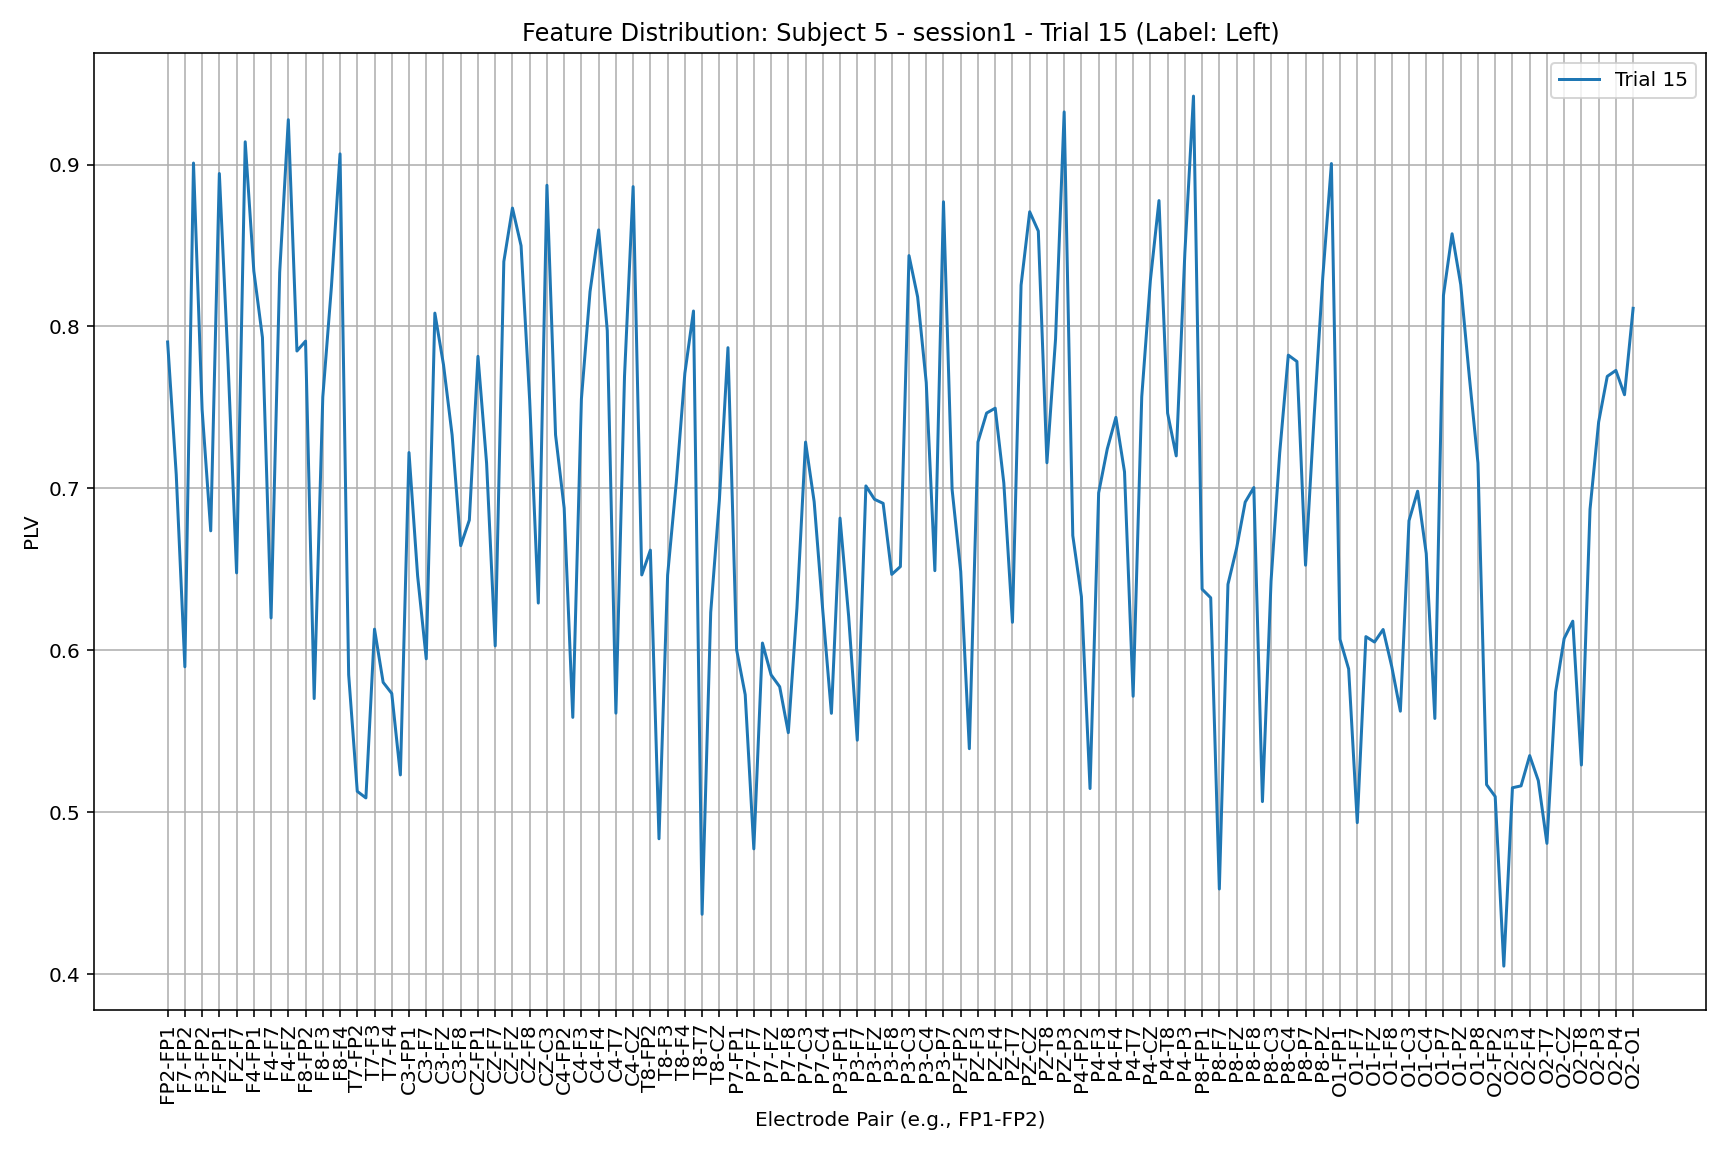 Feature Distribution: Subject 5 - session1 - Trial 15 (Label: Left)
Trial 15
PLV
0.9
0.8
0.7
0.6
0.5
0.4
FP2-FP1
F7-FP2
F3-FP2
FZ-FP1
FZ-F7
F4-FP1
F4-F7
F4-FZ
F8-FP2
F8-F3
F8-F4
T7-FP2
T7-F3
T7-F4
C3-FP1
C3-F7
C3-FZ
C3-F8
CZ-FP1
CZ-F7
CZ-FZ
CZ-F8
CZ-C3
C4-FP2
C4-F3
C4-F4
C4-T7
C4-CZ
T8-FP2
T8-F3
T8-F4
T8-T7
T8-CZ
P7-FP1
P7-F7
P7-FZ
P7-F8
P7-C3
P7-C4
P3-FP1
P3-F7
P3-FZ
P3-F8
P3-C3
P3-C4
P3-P7
PZ-FP2
PZ-F3
PZ-F4
PZ-T7
PZ-CZ
PZ-T8
PZ-P3
P4-FP2
P4-F3
P4-F4
P4-T7
P4-CZ
P4-T8
P4-P3
P8-FP1
P8-F7
P8-FZ
P8-F8
P8-C3
P8-C4
P8-P7
P8-PZ
O1-FP1
O1-F7
O1-FZ
O1-F8
O1-C3
O1-C4
O1-P7
O1-PZ
O1-P8
O2-FP2
O2-F3
O2-F4
O2-T7
O2-CZ
O2-T8
O2-P3
O2-P4
O2-O1
Electrode Pair (e.g., FP1-FP2)